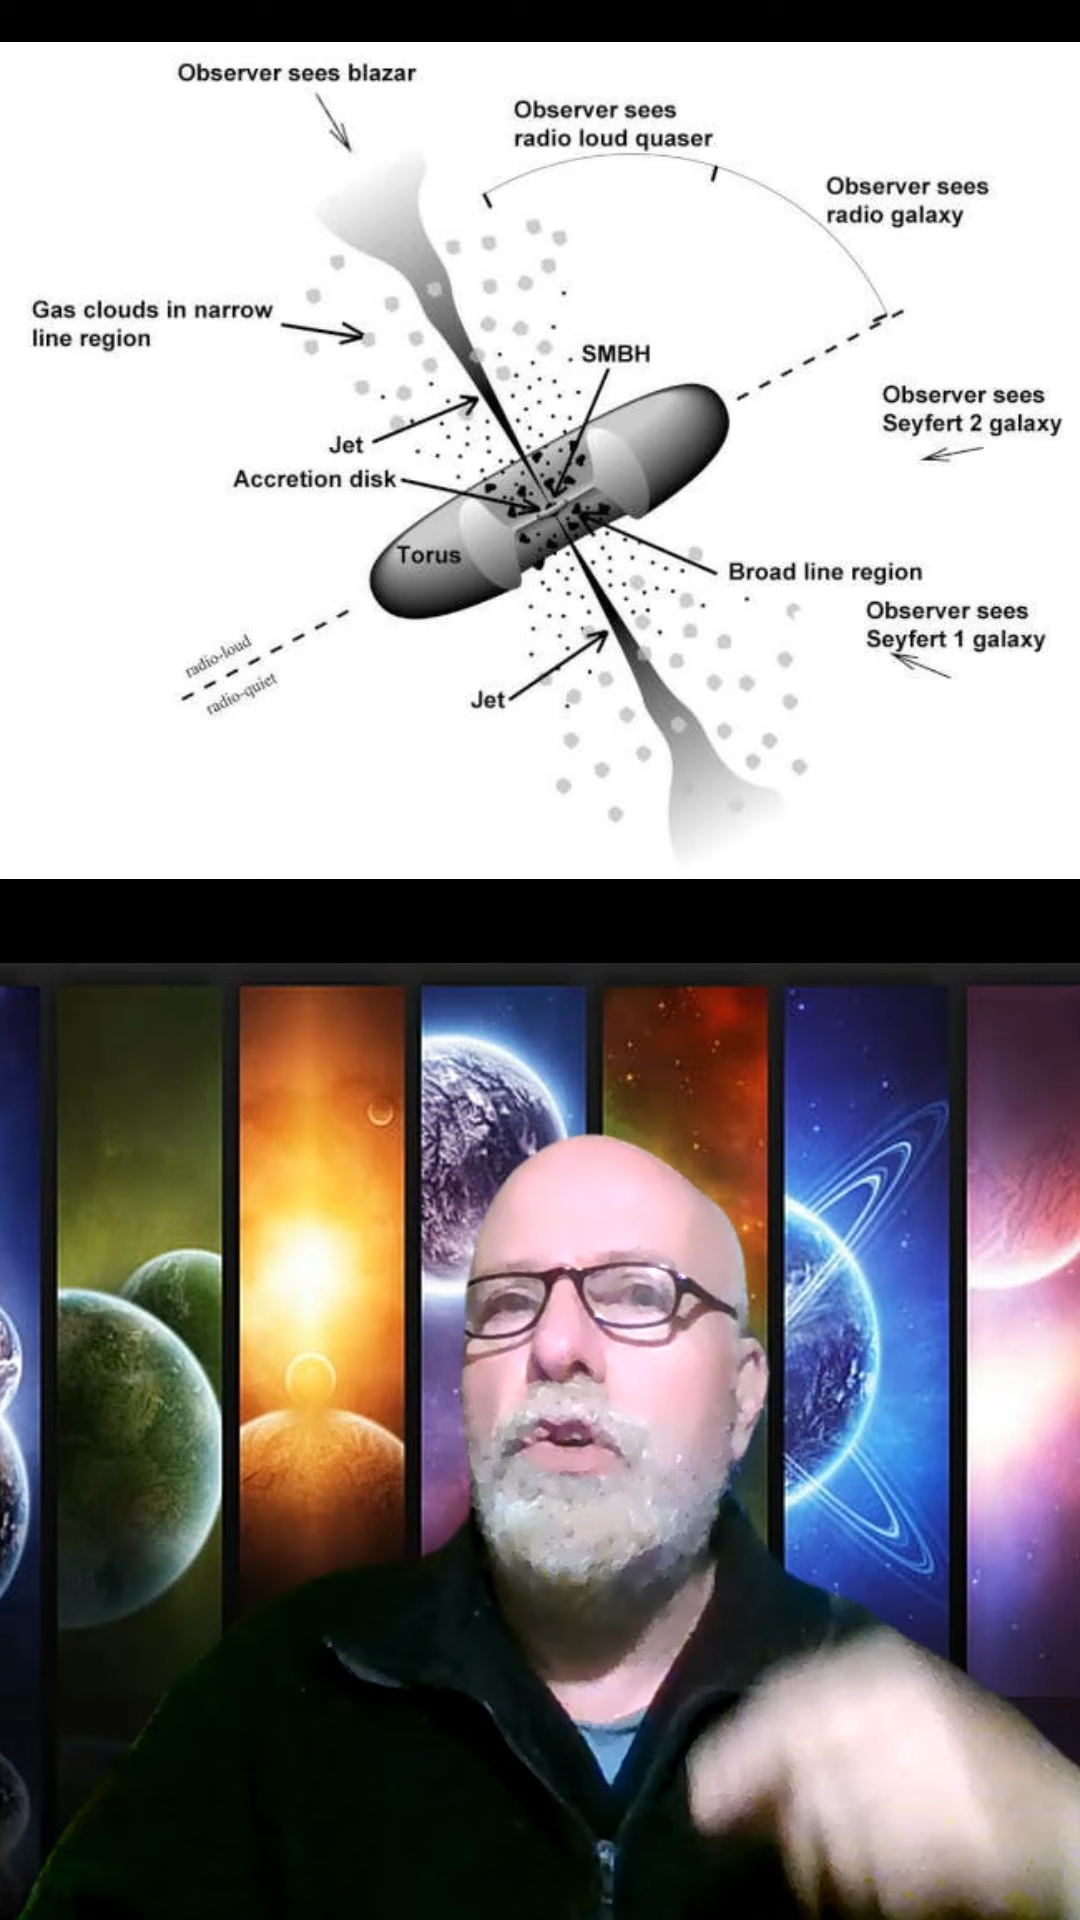 Observer sees blazar
Observer sees
radio loud quaser
Observer sees
radio galaxy
Gas clouds in narrow
line region
SMBH
Observer sees
Seyfert 2 galaxy
Jet
Accretion disk
Torus
Broad line region
Observer sees
Seyfert 1 galaxy
radio-loud
radio-quiet
Jet